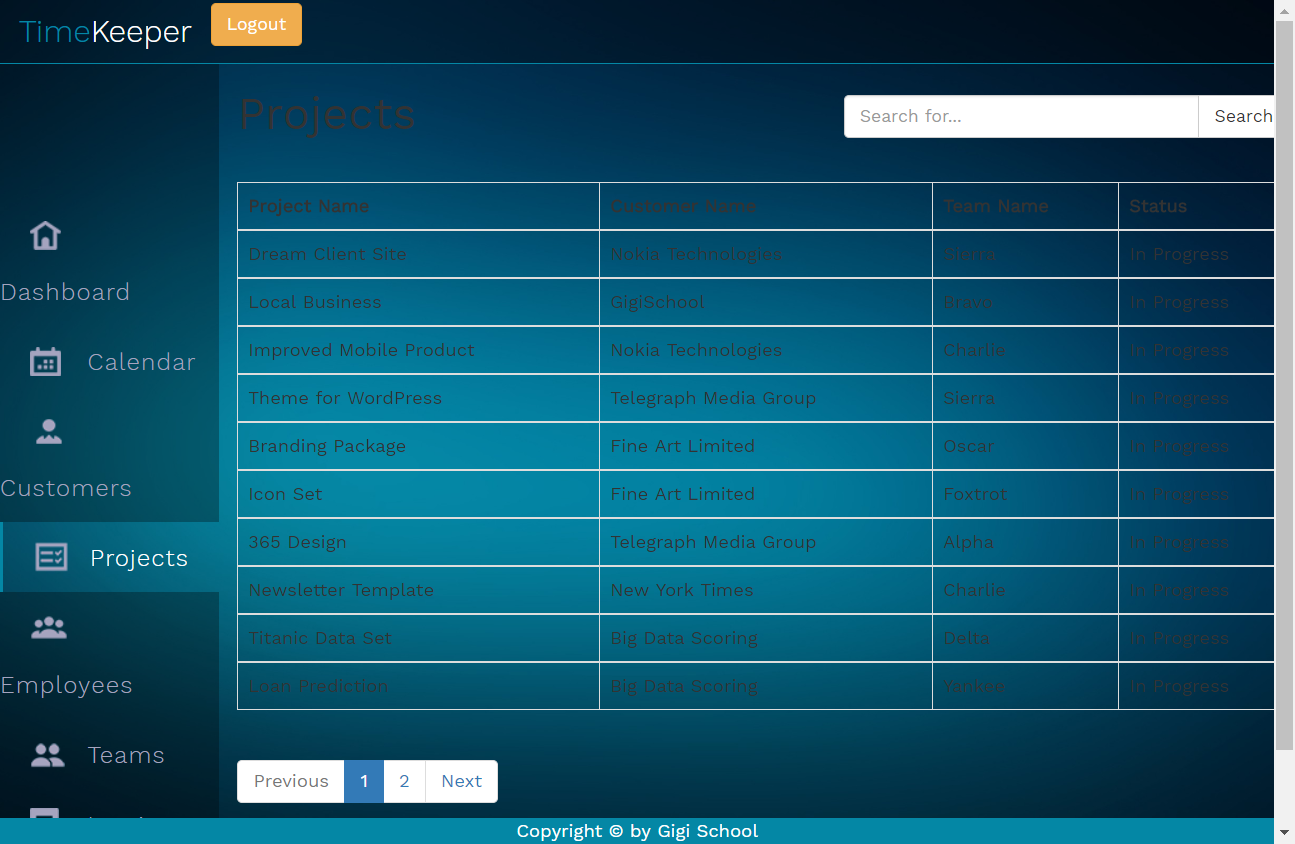 TimeKeeper Logout
Projects
Search for... Search
Project Name Customer Name Team Name Status
Dream Client Site Nokia Technologies Sierra In Progress
Local Business GigiSchool Bravo In Progress
Improved Mobile Product Nokia Technologies Charlie In Progress
Theme for WordPress Telegraph Media Group Sierra In Progress
Branding Package Fine Art Limited Oscar In Progress
Icon Set Fine Art Limited Foxtrot In Progress
365 Design Telegraph Media Group Alpha In Progress
Newsletter Template New York Times Charlie In Progress
Titanic Data Set Big Data Scoring Delta In Progress
Loan Prediction Big Data Scoring Yankee In Progress
Previous 1 2 Next
Dashboard
Calendar
Customers
Projects
Employees
Teams
Copyright © by Gigi School